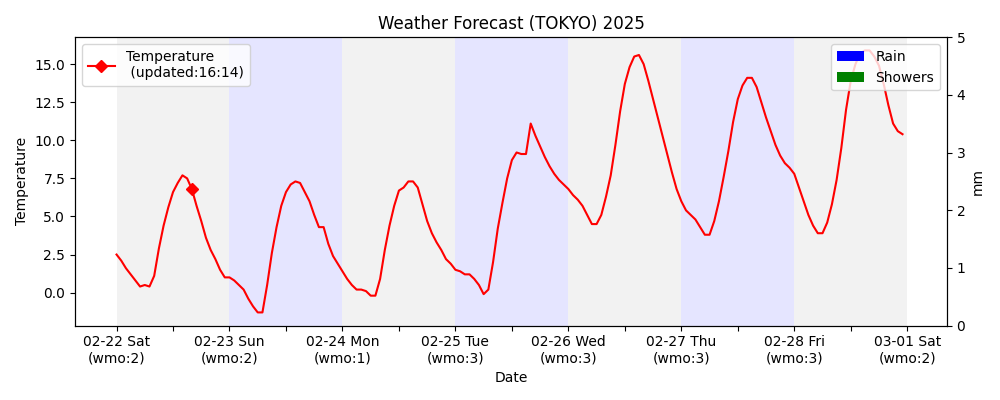 Weather Forecast (TOKYO) 2025
Temperature
(updated:16:14)
Rain
Showers
15.0
12.5
10.0
7.5
5.0
2.5
0.0
Temperature
5
4
3
2
1
0
mm
02-22 Sat
(wmo:2)
02-23 Sun
(wmo:2)
02-24 Mon
(wmo:1)
02-25 Tue
(wmo:3)
02-26 Wed
(wmo:3)
02-27 Thu
(wmo:3)
02-28 Fri
(wmo:3)
03-01 Sat
(wmo:2)
Date